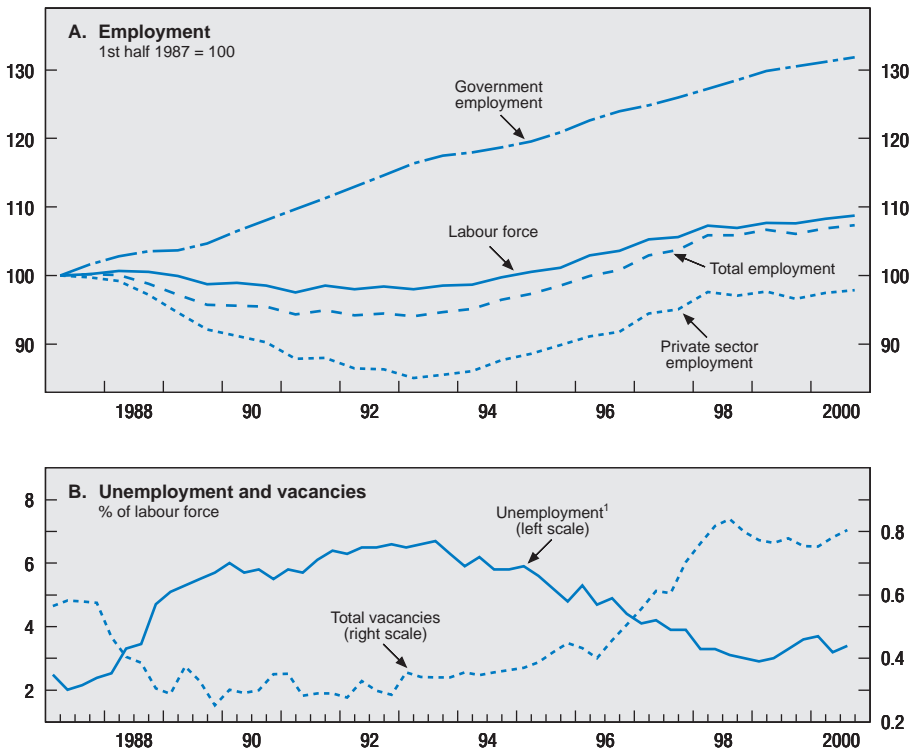 A. Employment
1st half 1987 = 100
130
120
110
100
90
130
120
110
100
90
Government
employment
Labour force
Total employment
Private sector
employment
1988 90 92 94 96 98 2000
B. Unemployment and vacancies
% of labour force
8
6
4
2
0.8
0.6
0.4
0.2
Unemployment¹
(left scale)
Total vacancies
(right scale)
1988 90 92 94 96 98 2000